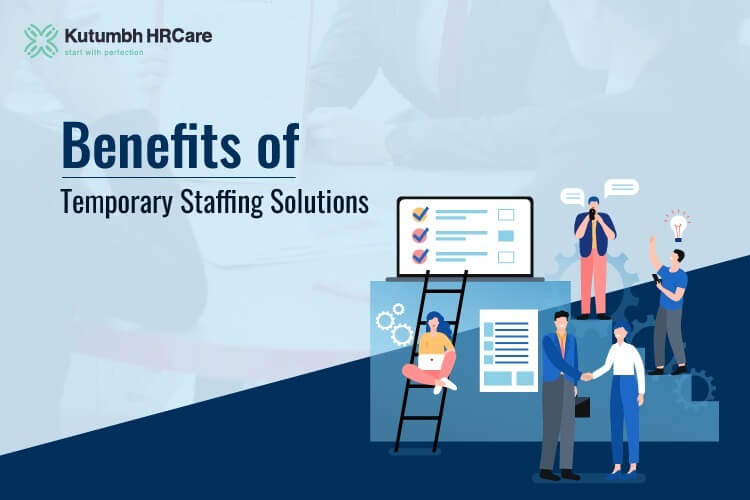 Kutumbh HRCare
start with perfection
Benefits of
Temporary Staffing Solutions